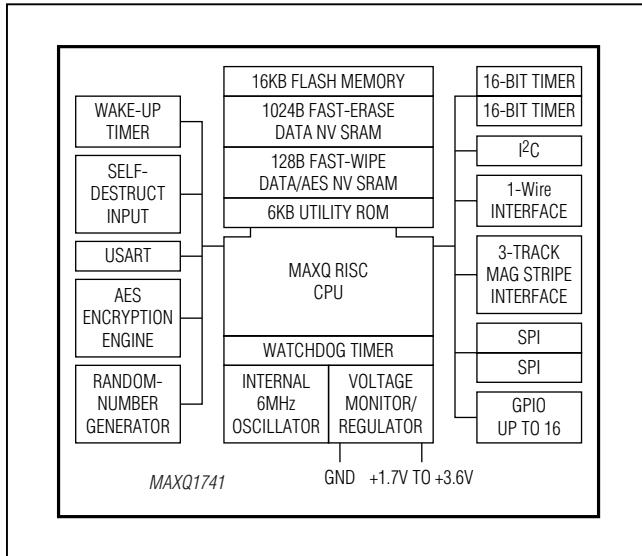 16KB FLASH MEMORY
1024B FAST-ERASE
DATA NV SRAM
128B FAST-WIPE
DATA/AES NV SRAM
6KB UTILITY ROM
MAXQ RISC
CPU
WATCHDOG TIMER
INTERNAL
6MHz
OSCILLATOR
VOLTAGE
MONITOR/
REGULATOR
WAKE-UP
TIMER
SELF-
DESTRUCT
INPUT
USART
AES
ENCRYPTION
ENGINE
RANDOM-
NUMBER
GENERATOR
16-BIT TIMER
16-BIT TIMER
I²C
1-Wire
INTERFACE
3-TRACK
MAG STRIPE
INTERFACE
SPI
SPI
GPIO
UP TO 16
MAXQ1741
GND +1.7V TO +3.6V